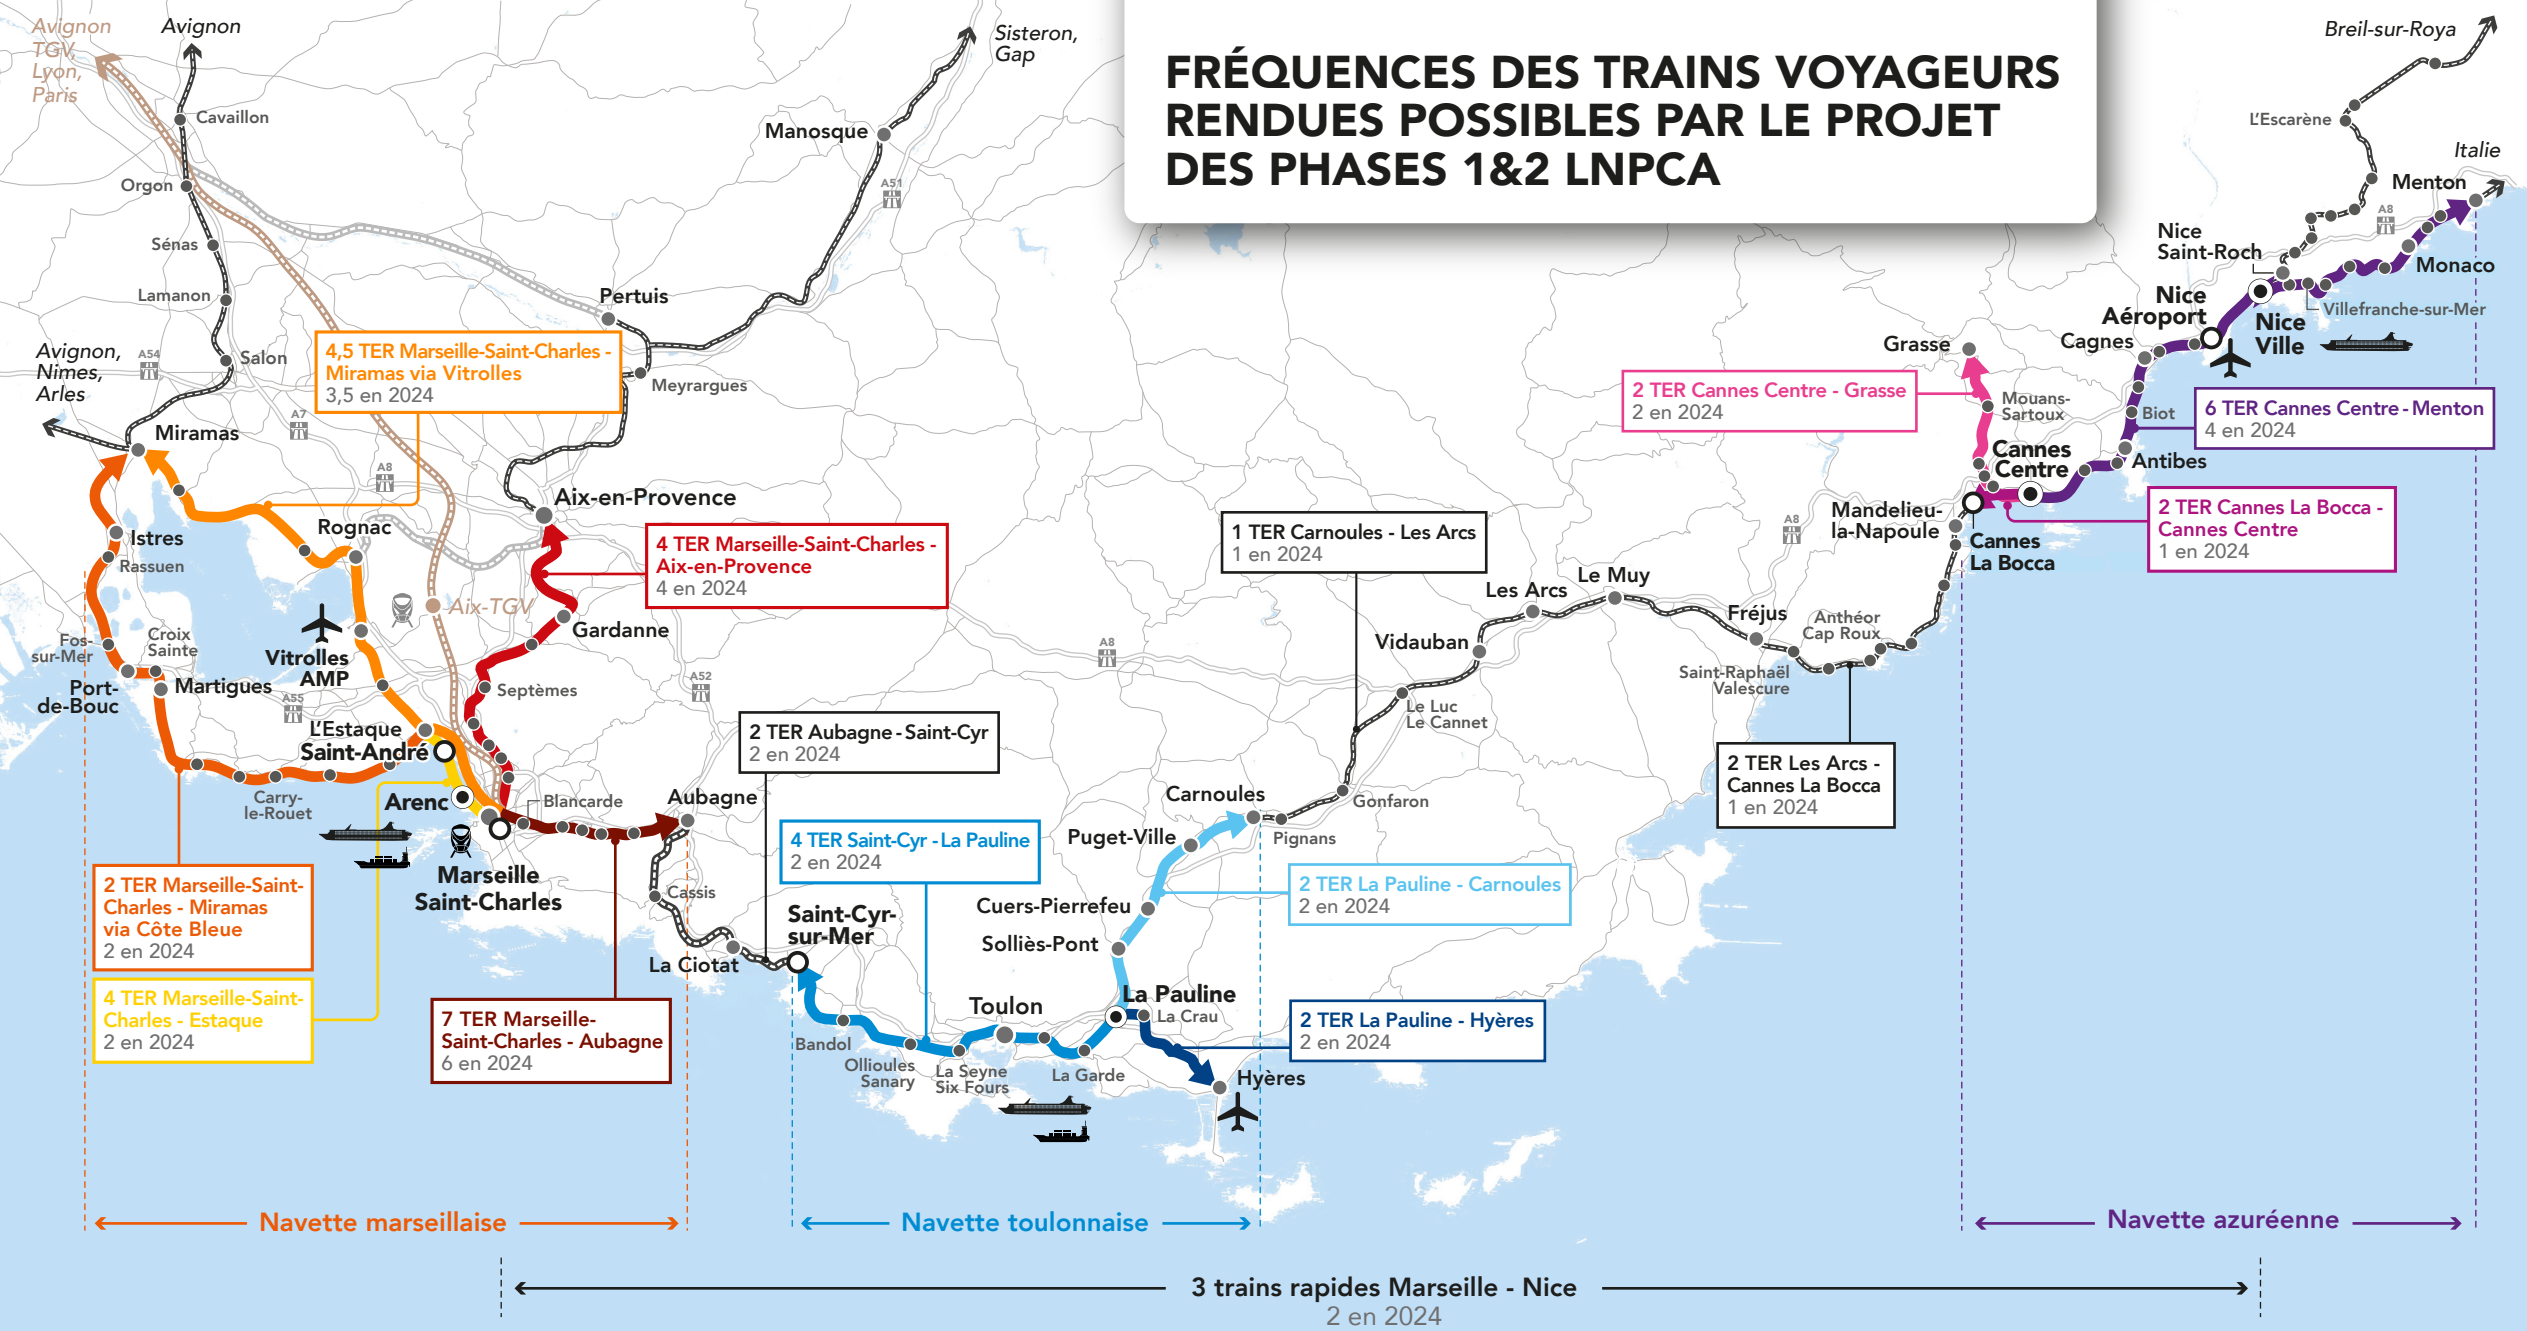 FRÉQUENCES DES TRAINS VOYAGEURS
RENDUES POSSIBLES PAR LE PROJET
DES PHASES 1&2 LNPCA
Avignon
TGV,
Lyon,
Paris
Avignon
Sisteron,
Gap
Breil-sur-Roya
Cavaillon
Manosque
L'Escarène
Italie
Orgon
A51
Menton
A8
Sénas
Nice
Saint-Roch
Monaco
Lamanon
Pertuis
Nice
Aéroport
Villefranche-sur-Mer
Nice
Ville
Avignon,
Nimes,
Arles
A54
Salon
4,5 TER Marseille-Saint-Charles -
Miramas via Vitrolles
3,5 en 2024
Meyrargues
Grasse
Cagnes
2 TER Cannes Centre - Grasse
2 en 2024
Mouans-
Sartoux
Biot
6 TER Cannes Centre - Menton
4 en 2024
A7
Miramas
A8
Cannes
Centre
Antibes
Aix-en-Provence
2 TER Cannes La Bocca -
Cannes Centre
1 en 2024
Mandelieu-
la-Napoule
A8
Cannes
La Bocca
Rognac
Istres
Rassuen
4 TER Marseille-Saint-Charles -
Aix-en-Provence
4 en 2024
1 TER Carnoules - Les Arcs
1 en 2024
Les Arcs
Le Muy
Aix-TGV
Gardanne
Fréjus
Anthéor
Cap Roux
Fos-
sur-Mer
Croix
Sainte
Vitrolles
AMP
A8
Vidauban
Saint-Raphaël
Valescure
Port-
de-Bouc
Martigues
A55
Septèmes
A52
Le Luc
Le Cannet
L'Estaque
Saint-André
2 TER Aubagne - Saint-Cyr
2 en 2024
2 TER Les Arcs -
Cannes La Bocca
1 en 2024
Carry-
le-Rouet
Arenc
Blancarde
Aubagne
Carnoules
Gonfaron
Puget-Ville
Pignans
4 TER Saint-Cyr - La Pauline
2 en 2024
Marseille
Saint-Charles
Cassis
2 TER Marseille-Saint-
Charles - Miramas
via Côte Bleue
2 en 2024
2 TER La Pauline - Carnoules
2 en 2024
Cuers-Pierrefeu
Saint-Cyr-
sur-Mer
Solliès-Pont
La Ciotat
4 TER Marseille-Saint-
Charles - Estaque
2 en 2024
7 TER Marseille-
Saint-Charles - Aubagne
6 en 2024
Toulon
La Pauline
La Crau
2 TER La Pauline - Hyères
2 en 2024
Bandol
Ollioules
Sanary
La Seyne
Six Fours
La Garde
Hyères
Navette marseillaise
Navette toulonnaise
Navette azuréenne
3 trains rapides Marseille - Nice
2 en 2024